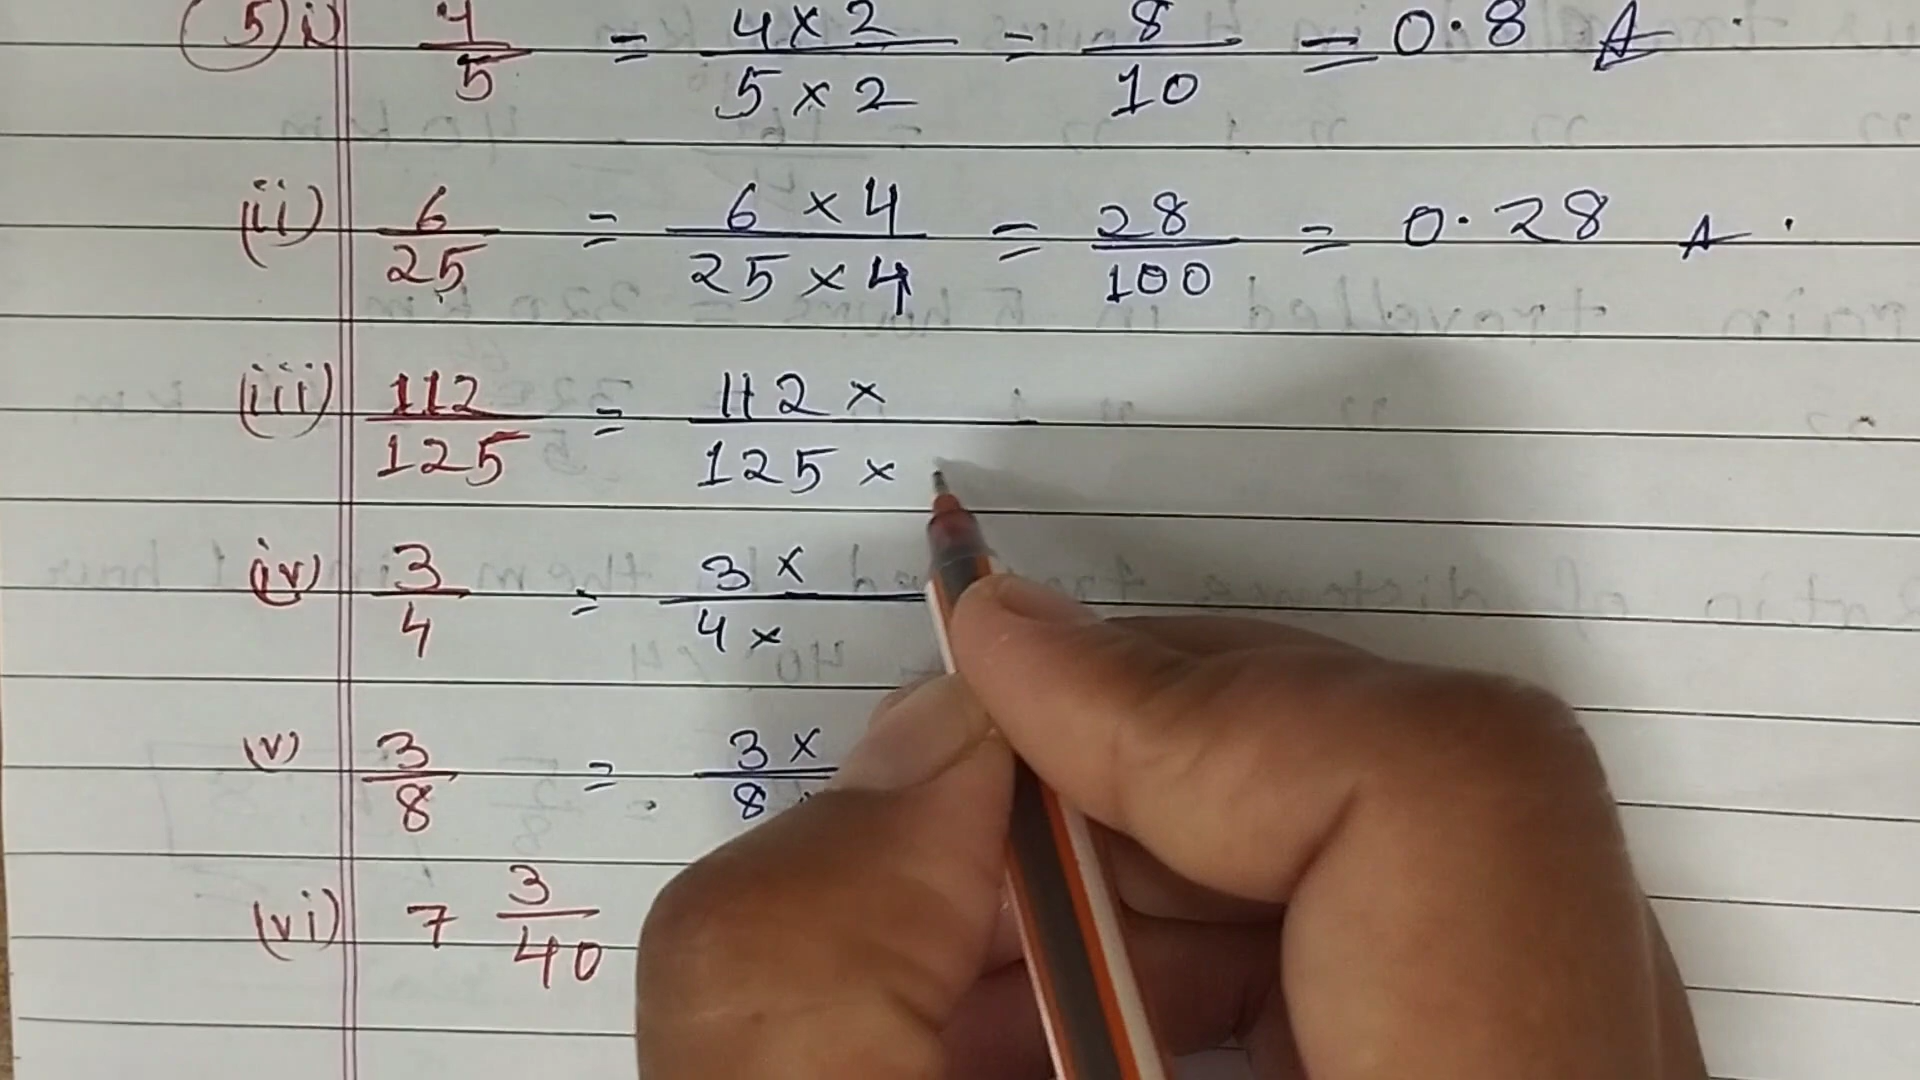 5) i) 4/5 = 4 x 2 / 5 x 2 = 8/10 = 0.8 A
(ii) 6/25 = 6 x 4 / 25 x 4 = 28/100 = 0.28 A.
(iii) 112/125 = 112 x / 125 x
(iv) 3/4 = 3 x / 4 x
(v) 3/8 = 3 x / 8
(vi) 7 3/40